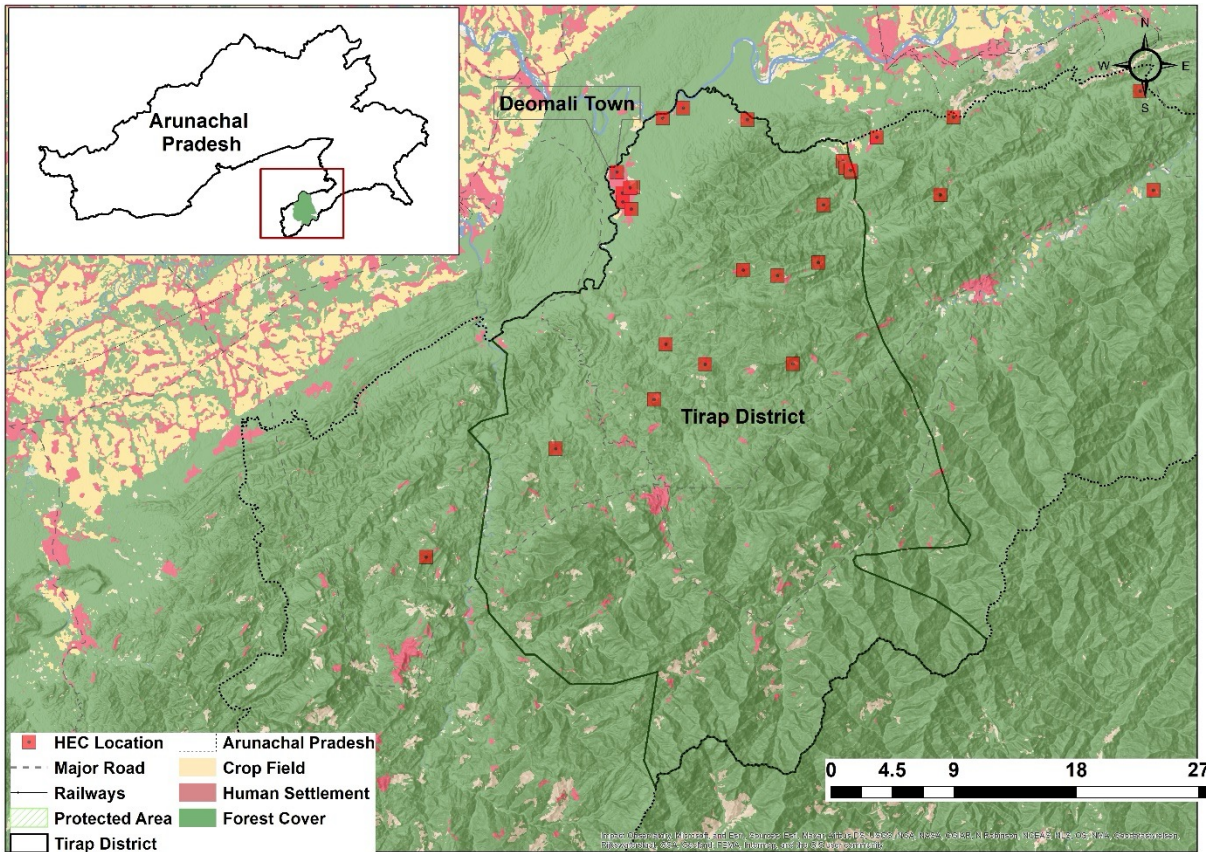 Arunachal
Pradesh
N
W E
S
Deomali Town
Tirap District
HEC Location
Major Road
Railways
Protected Area
Tirap District
Arunachal Pradesh
Crop Field
Human Settlement
Forest Cover
0 4.5 9 18 27